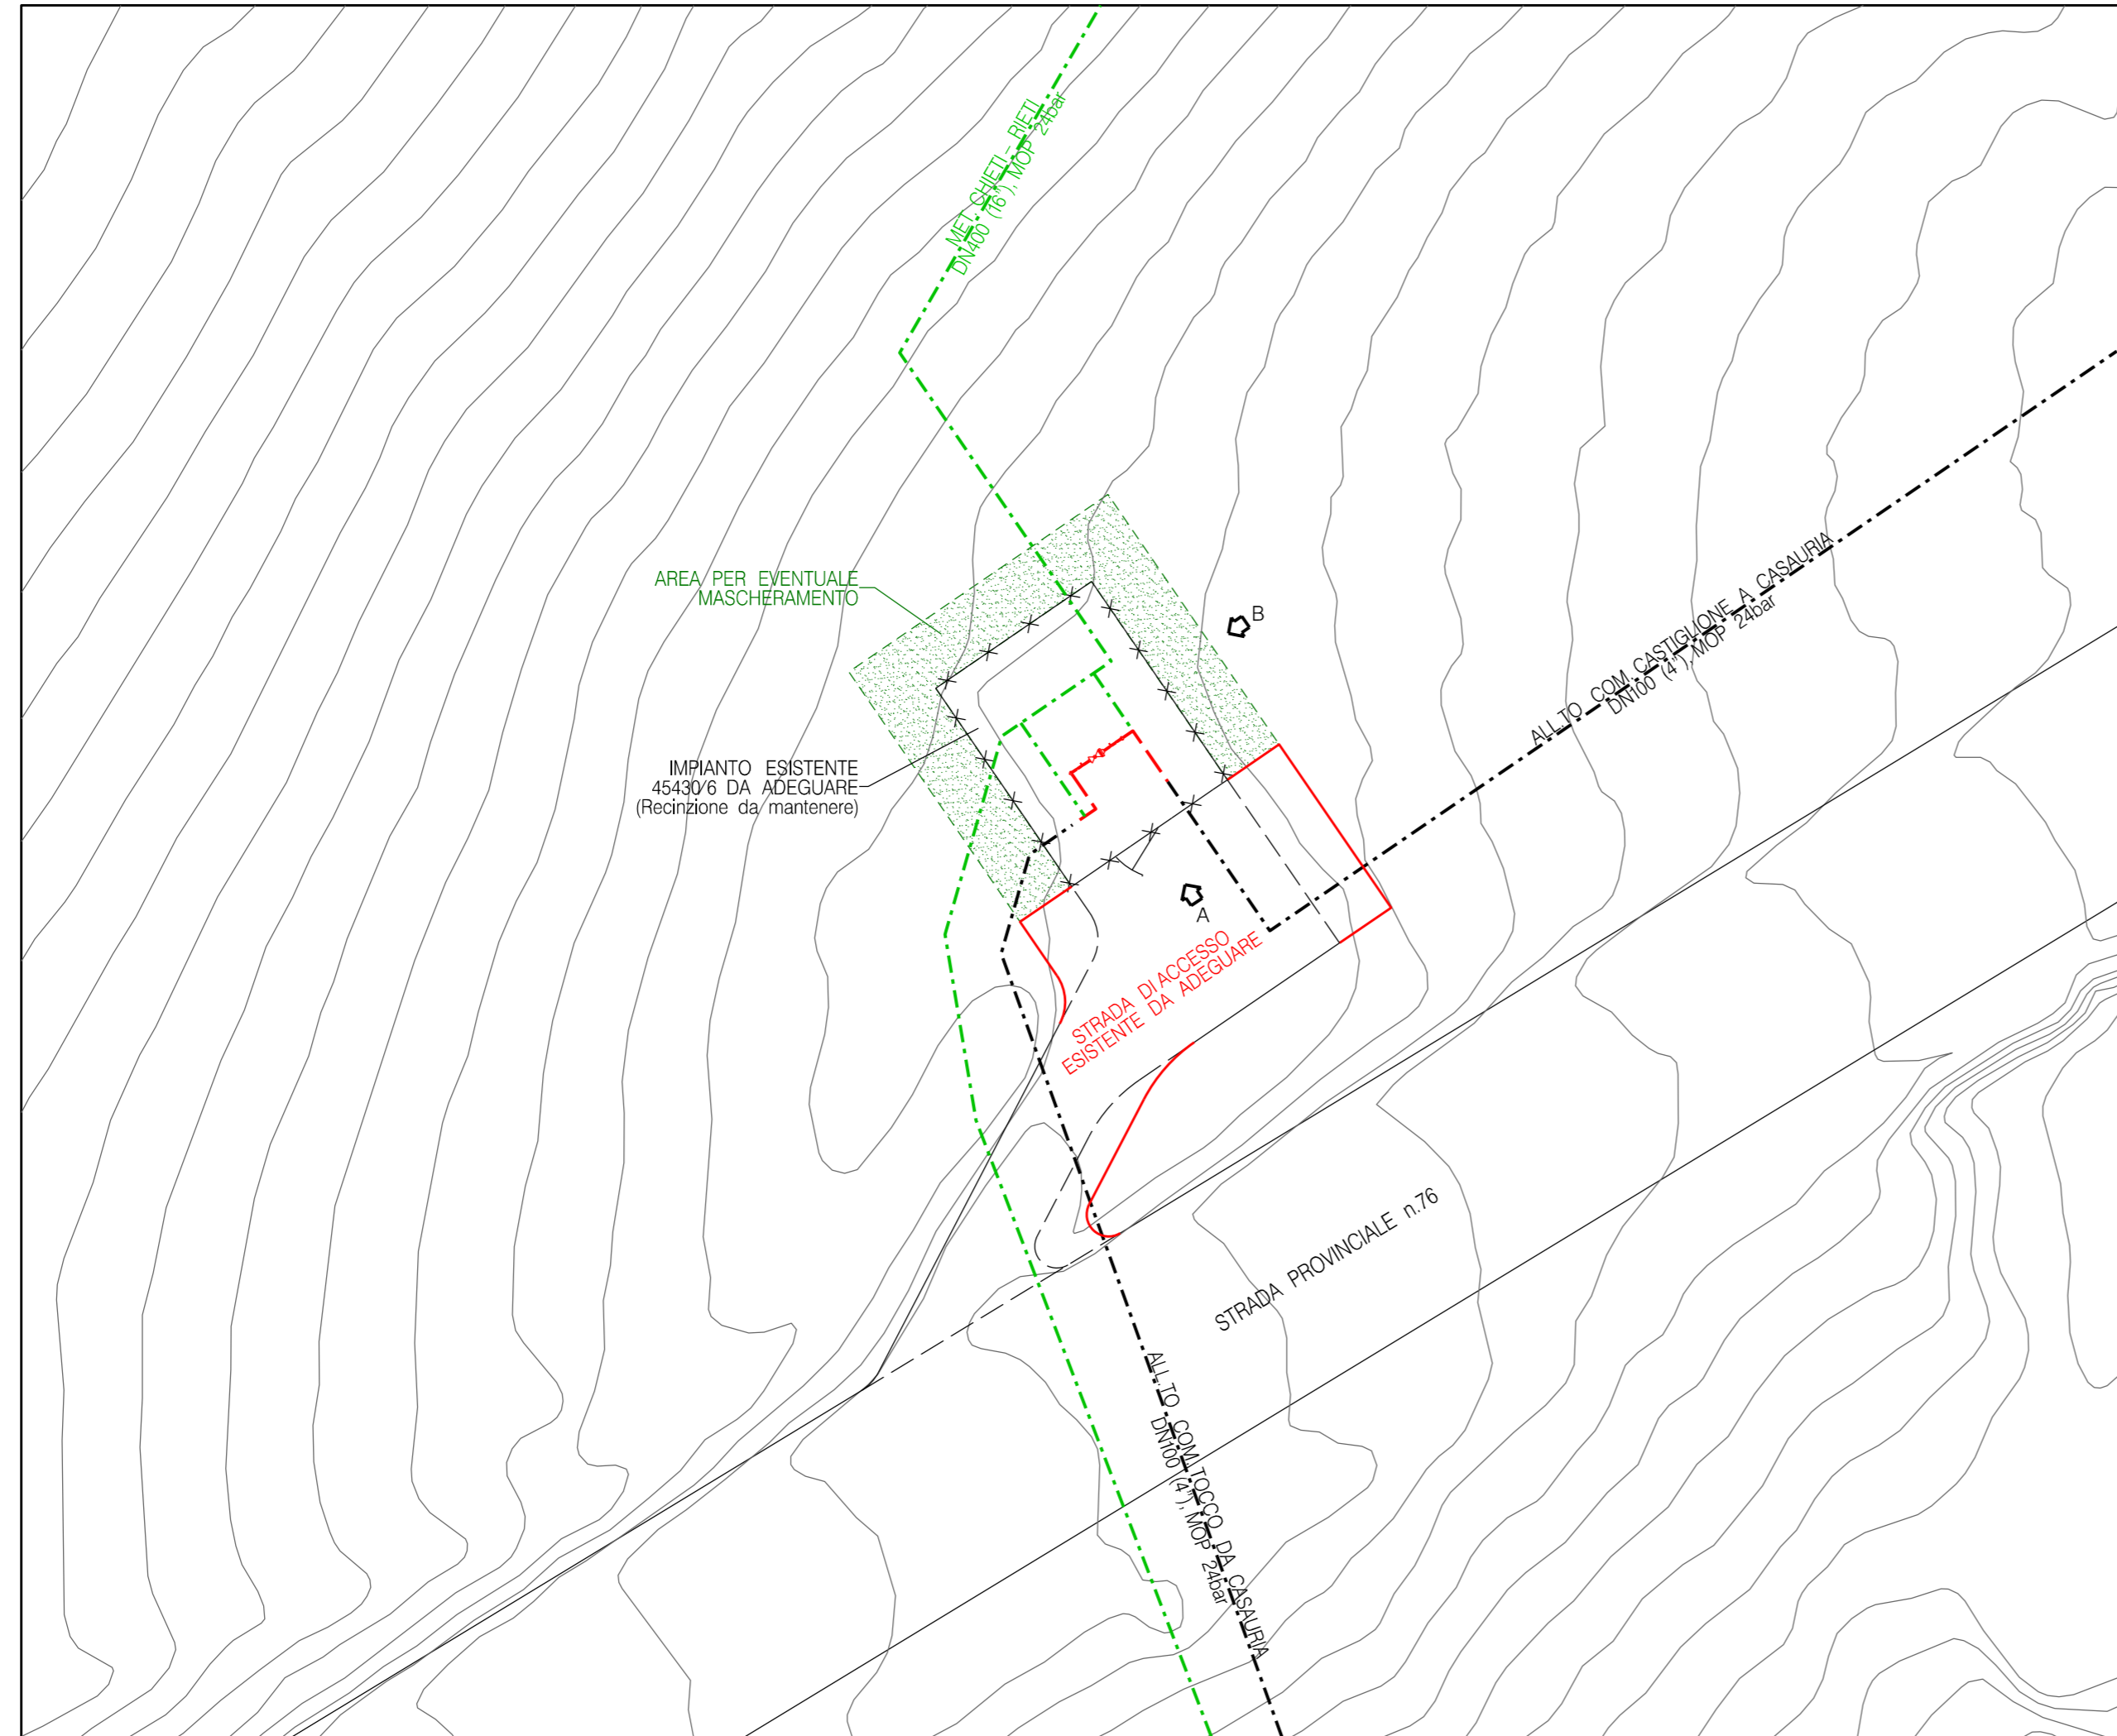 MET. CHIETI - RIETI
DN400 (16"), MOP 24bar
AREA PER EVENTUALE
MASCHERAMENTO
B
ALL.TO COM. CASTIGLIONE A CASAURIA
DN100 (4"), MOP 24bar
IMPIANTO ESISTENTE
45430/6 DA ADEGUARE
(Recinzione da mantenere)
A
STRADA DI ACCESSO
ESISTENTE DA ADEGUARE
STRADA PROVINCIALE n.76
ALL.TO COM. TOCCO DA CASAURIA
DN100 (4"), MOP 24bar